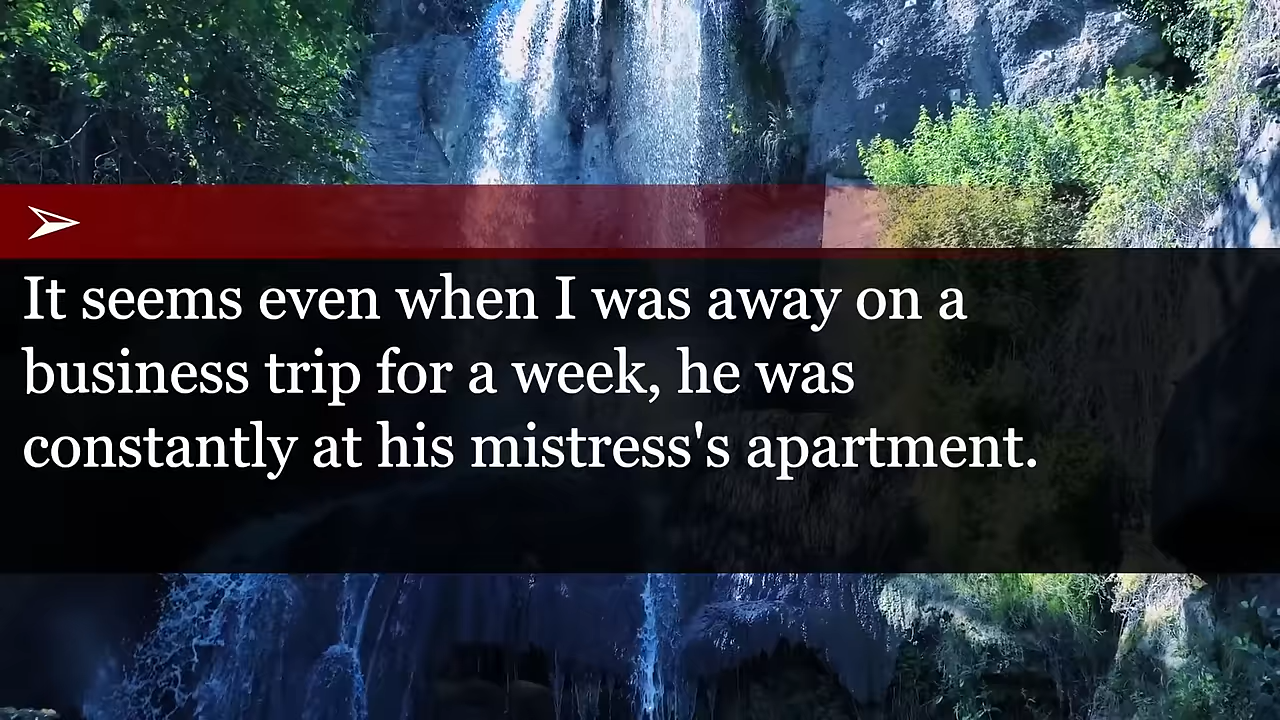 It seems even when I was away on a
business trip for a week, he was
constantly at his mistress's apartment.